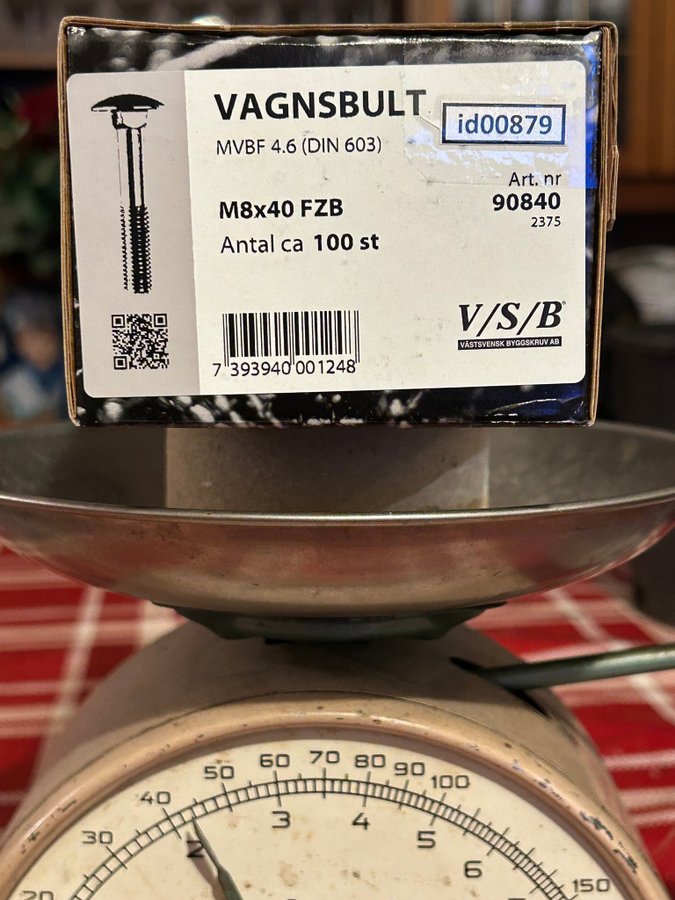 VAGNSBULT
id00879
MVBF 4.6 (DIN 603)
Art. nr
M8x40 FZB
90840
2375
Antal ca 100 st
V/S/B®
VÄSTSVENSK BYGGSKRUV AB
7 393940 001248
20 30 40 50 60 70 80 90 100 150
2 3 4 5 6